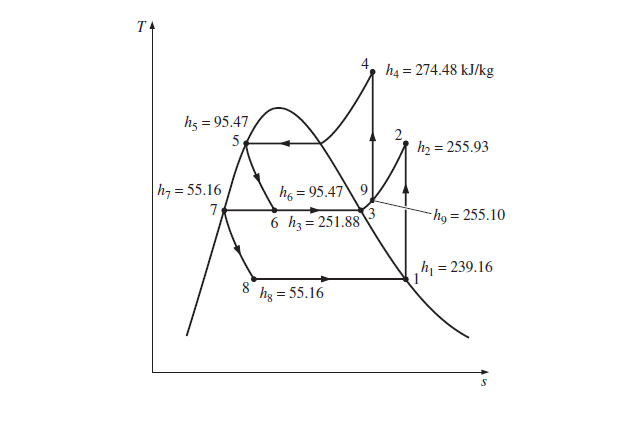 T
4
h₄ = 274.48 kJ/kg
h₅ = 95.47
5
2
h₂ = 255.93
h₇ = 55.16
h₆ = 95.47
9
7
6
h₃ = 251.88
3
h₉ = 255.10
h₁ = 239.16
1
8
h₈ = 55.16
s